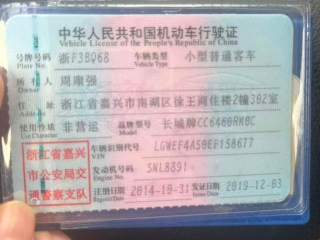 中华人民共和国机动车行驶证
Vehicle License of the People's Republic of China
号牌号码 浙F3BQ68 车辆类型 小型普通客车
Plate No. Vehicle Type
所有人 周康强
Owner
住址 浙江省嘉兴市南湖区徐王商住楼2幢302室
Address
使用性质 非营运 品牌型号 长城牌CC6460RM0C
Use Character Model
浙江省嘉兴 车辆识别代号 LGWEF4A50EF158677
VIN
市公安局交 发动机号码 SNL8891
Engine No.
通警察支队 注册日期 2014-10-31 发证日期 2019-12-03
Register Date Issue Date